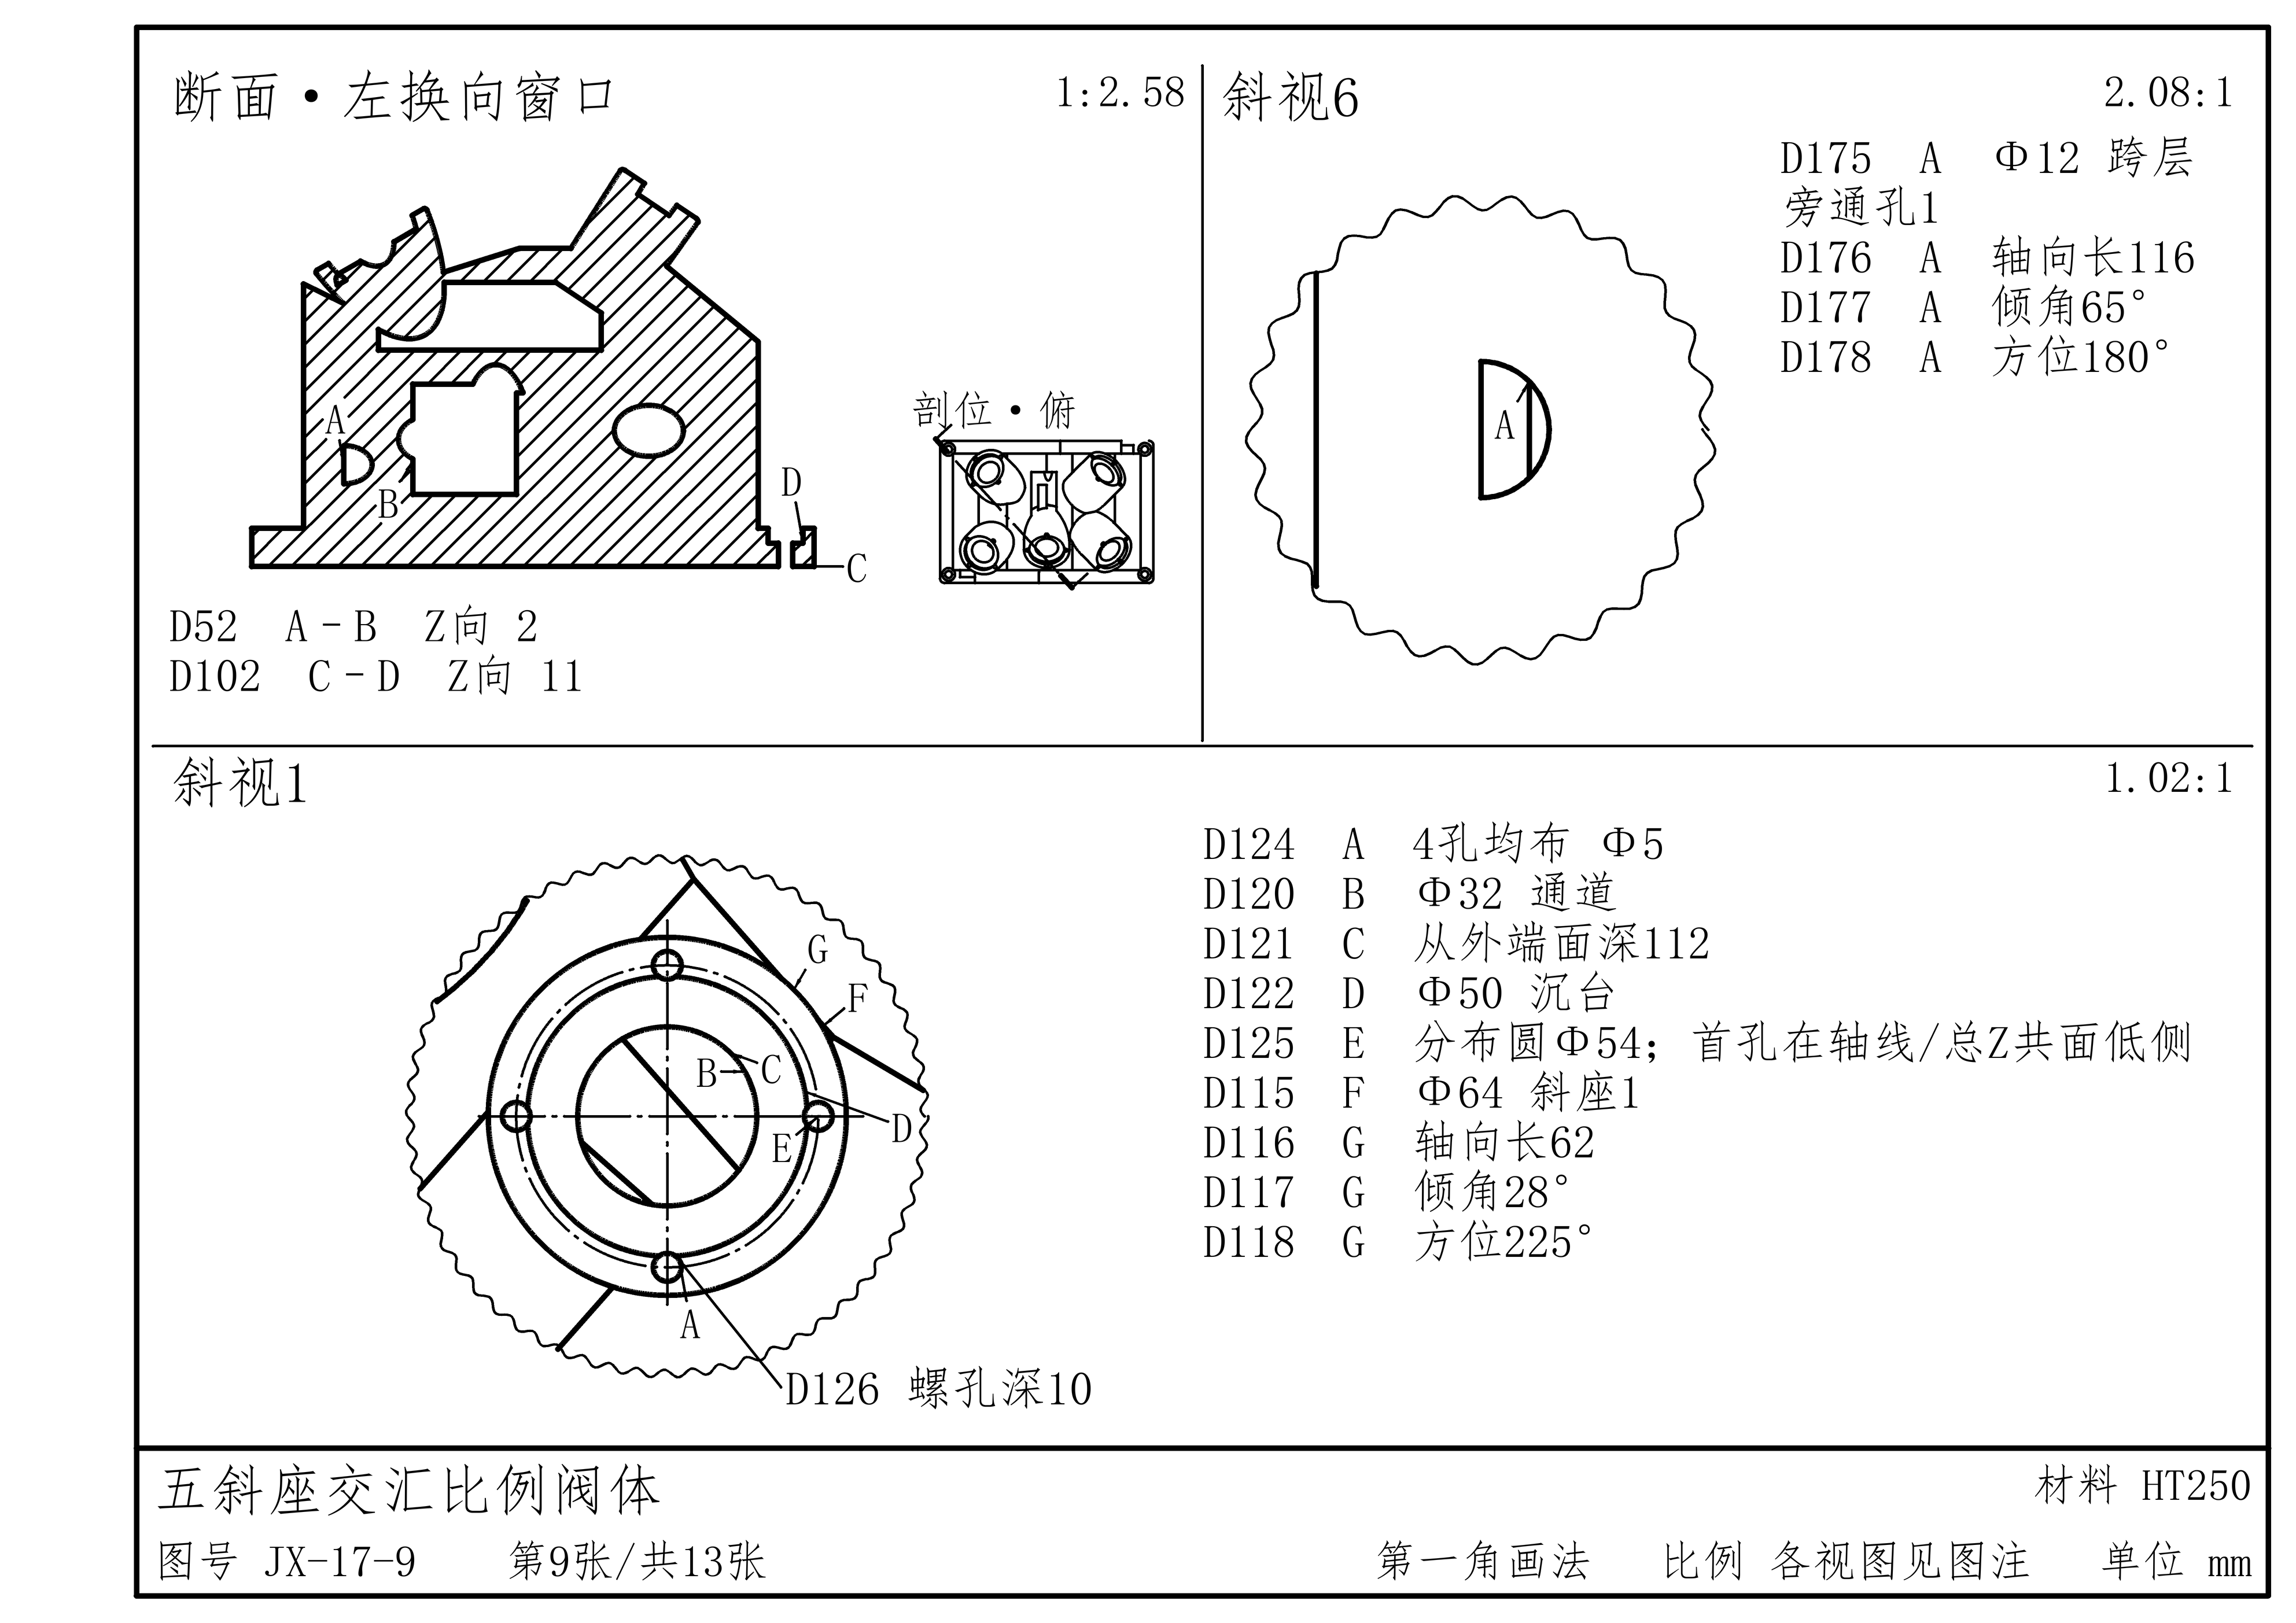 断面·左换向窗口 1:2.58
A
B
D
C
剖位·俯
D52 A-B Z向 2
D102 C-D Z向 11
斜视6 2.08:1
D175 A Φ12 跨层
旁通孔1
D176 A 轴向长116
D177 A 倾角65°
D178 A 方位180°
A
斜视1 1.02:1
G
F
B
C
D
E
A
D126 螺孔深10
D124 A 4孔均布 Φ5
D120 B Φ32 通道
D121 C 从外端面深112
D122 D Φ50 沉台
D125 E 分布圆Φ54; 首孔在轴线/总Z共面低侧
D115 F Φ64 斜座1
D116 G 轴向长62
D117 G 倾角28°
D118 G 方位225°
五斜座交汇比例阀体 材料 HT250
图号 JX-17-9 第9张/共13张 第一角画法 比例 各视图见图注 单位 mm